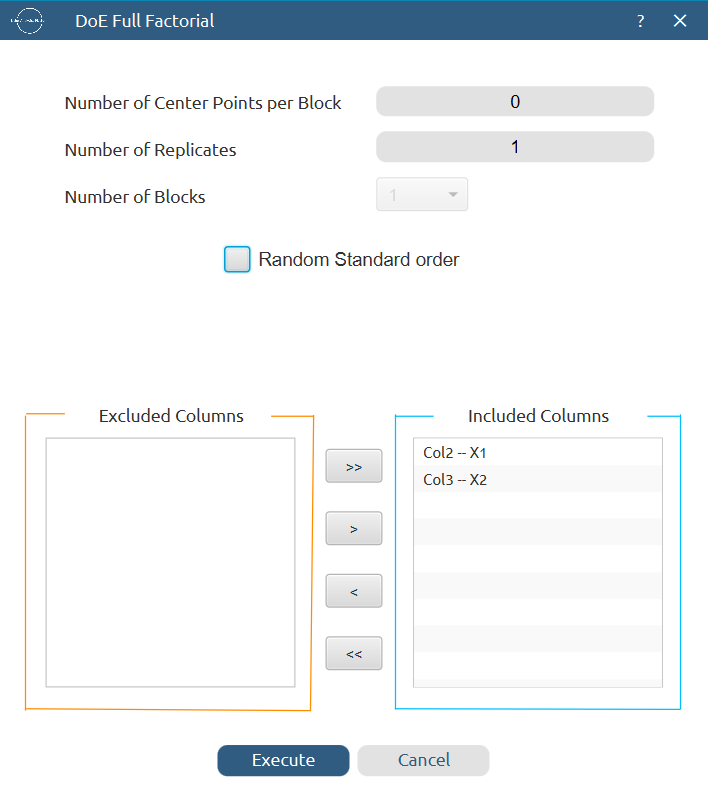 DoE Full Factorial ? ×
Number of Center Points per Block 0
Number of Replicates 1
Number of Blocks 1
Random Standard order
Excluded Columns
Included Columns
Col2 -- X1
Col3 -- X2
>>
>
<
<<
Execute Cancel